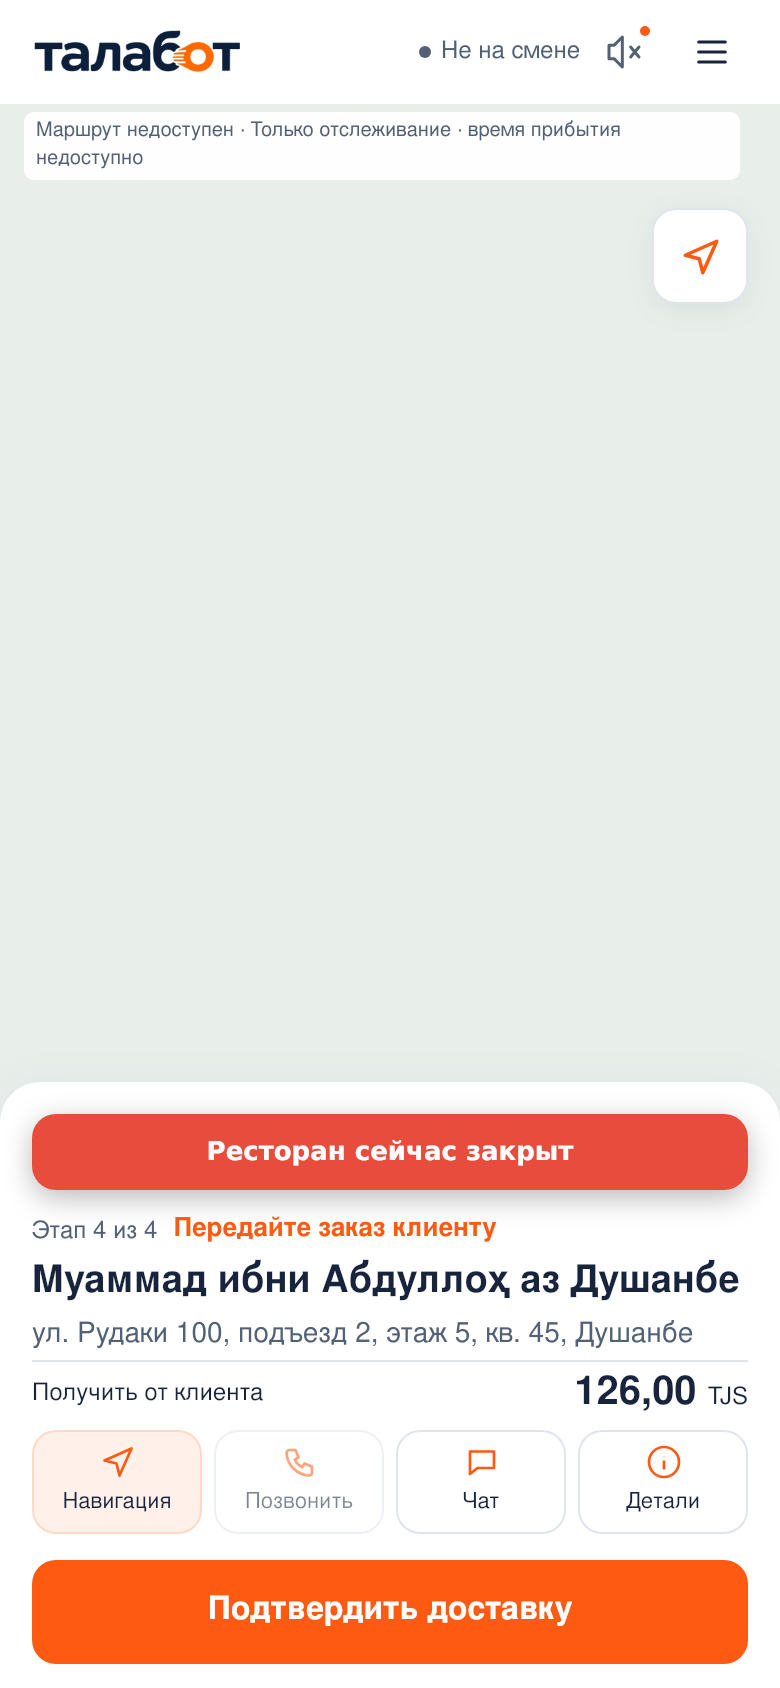 талабот
Не на смене
Маршрут недоступен · Только отслеживание · время прибытия
недоступно
Ресторан сейчас закрыт
Этап 4 из 4 Передайте заказ клиенту
Муаммад ибни Абдуллоҳ аз Душанбе
ул. Рудаки 100, подъезд 2, этаж 5, кв. 45, Душанбе
Получить от клиента 126,00 TJS
Навигация Позвонить Чат Детали
Подтвердить доставку